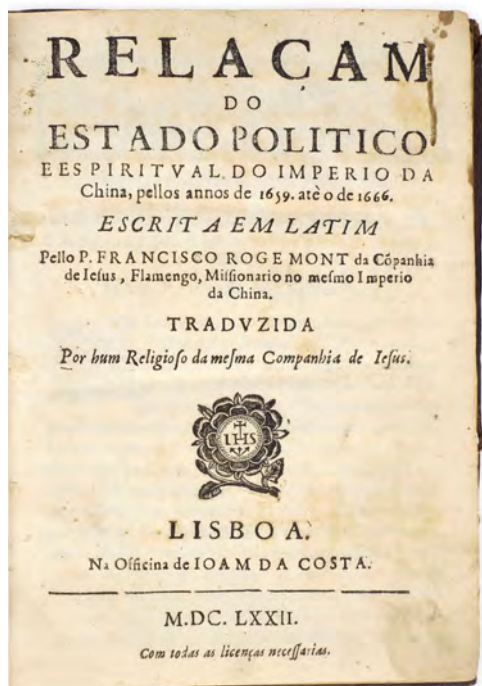 RELAÇAM
DO
ESTADO POLITICO
E ESPIRITVAL DO IMPERIO DA
China, pellos annos de 1659. atè o de 1666.
ESCRITA EM LATIM
Pello P. FRANCISCO ROGEMONT da Cõpanhia
de Iesus, Flamengo, Miſſionario no meſmo Imperio
da China.
TRADVZIDA
Por hum Religioſo da meſma Companhia de Ieſus.
IHS
LISBOA.
Na Officina de IOAM DA COSTA.
M.DC. LXXII.
Com todas as licenças neceſſarias.